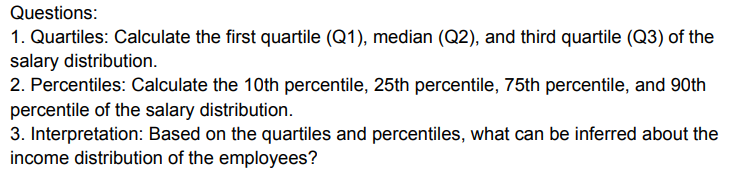 Questions:
1. Quartiles: Calculate the first quartile (Q1), median (Q2), and third quartile (Q3) of the
salary distribution.
2. Percentiles: Calculate the 10th percentile, 25th percentile, 75th percentile, and 90th
percentile of the salary distribution.
3. Interpretation: Based on the quartiles and percentiles, what can be inferred about the
income distribution of the employees?